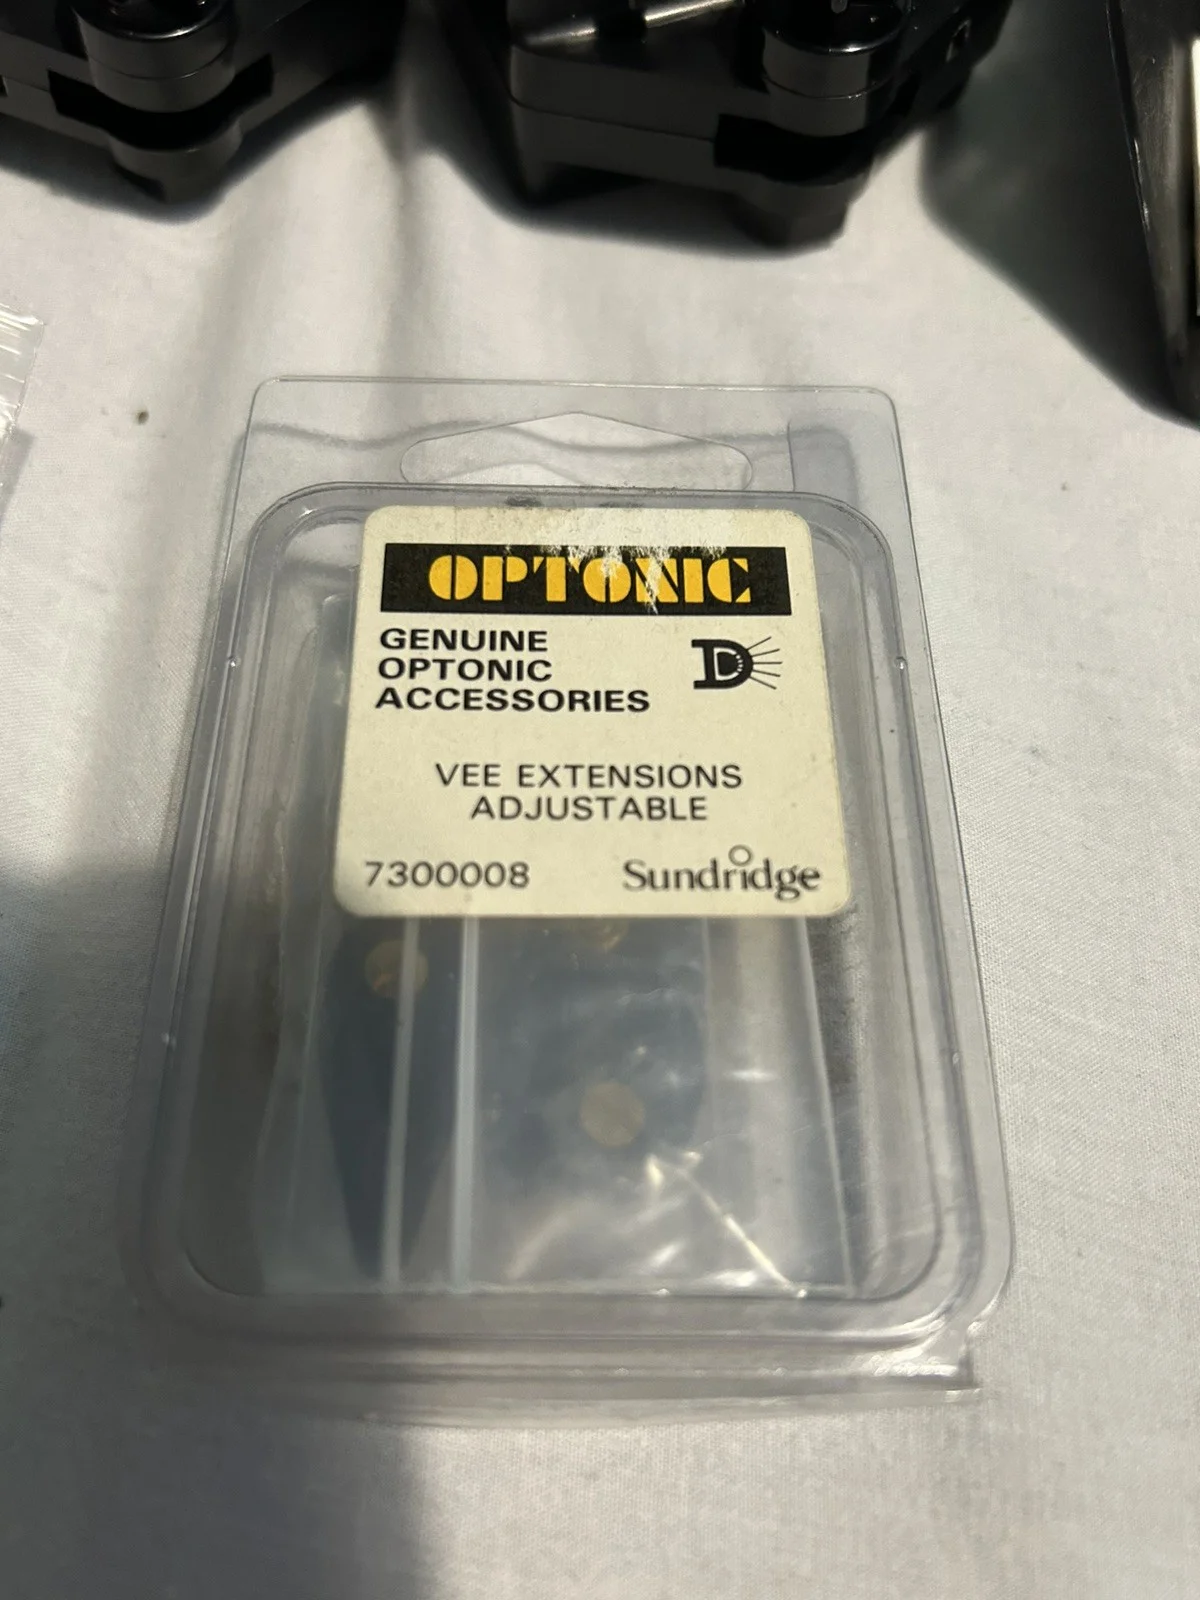 OPTONIC
GENUINE
OPTONIC
ACCESSORIES
D
VEE EXTENSIONS
ADJUSTABLE
7300008 Sundridge